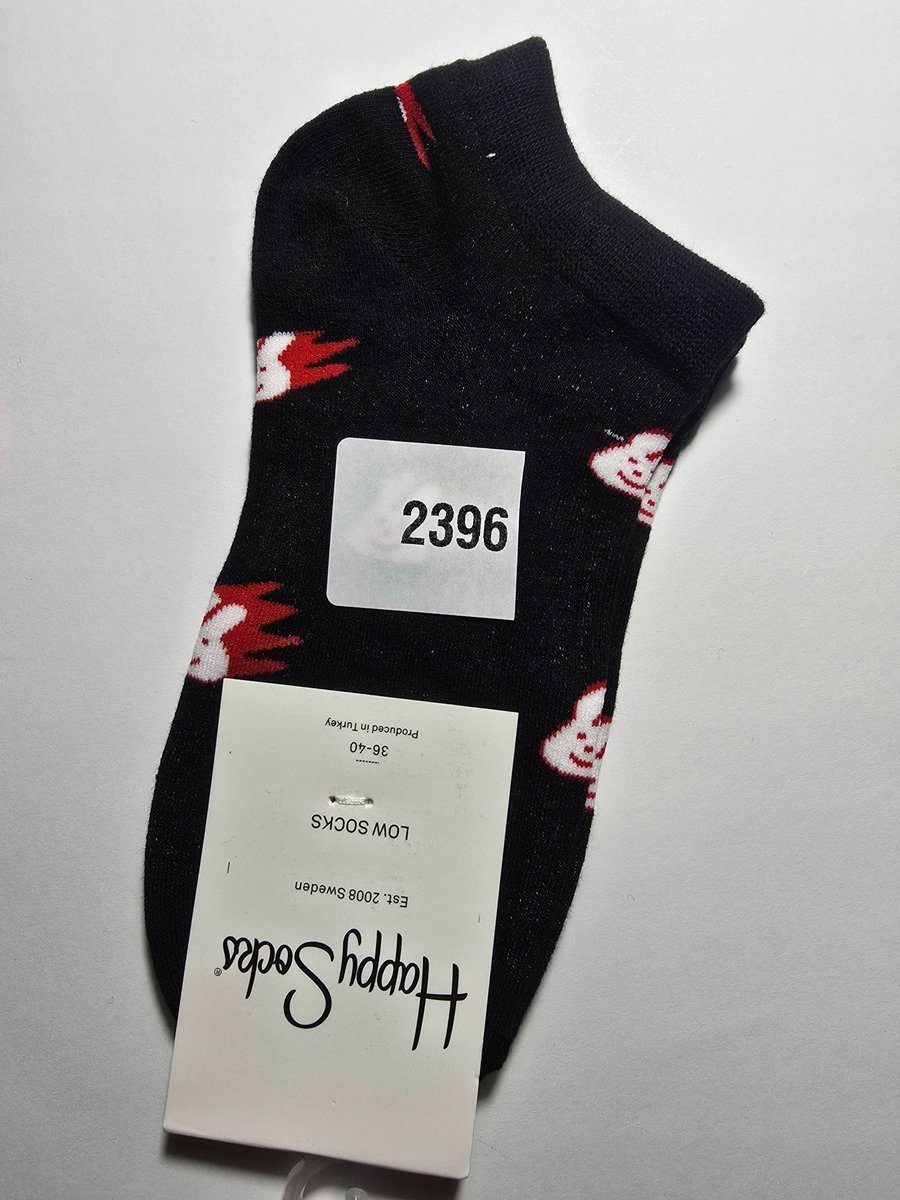 2396
Happy Socks®
Est. 2008 Sweden
LOW SOCKS
36-40
Produced in Turkey